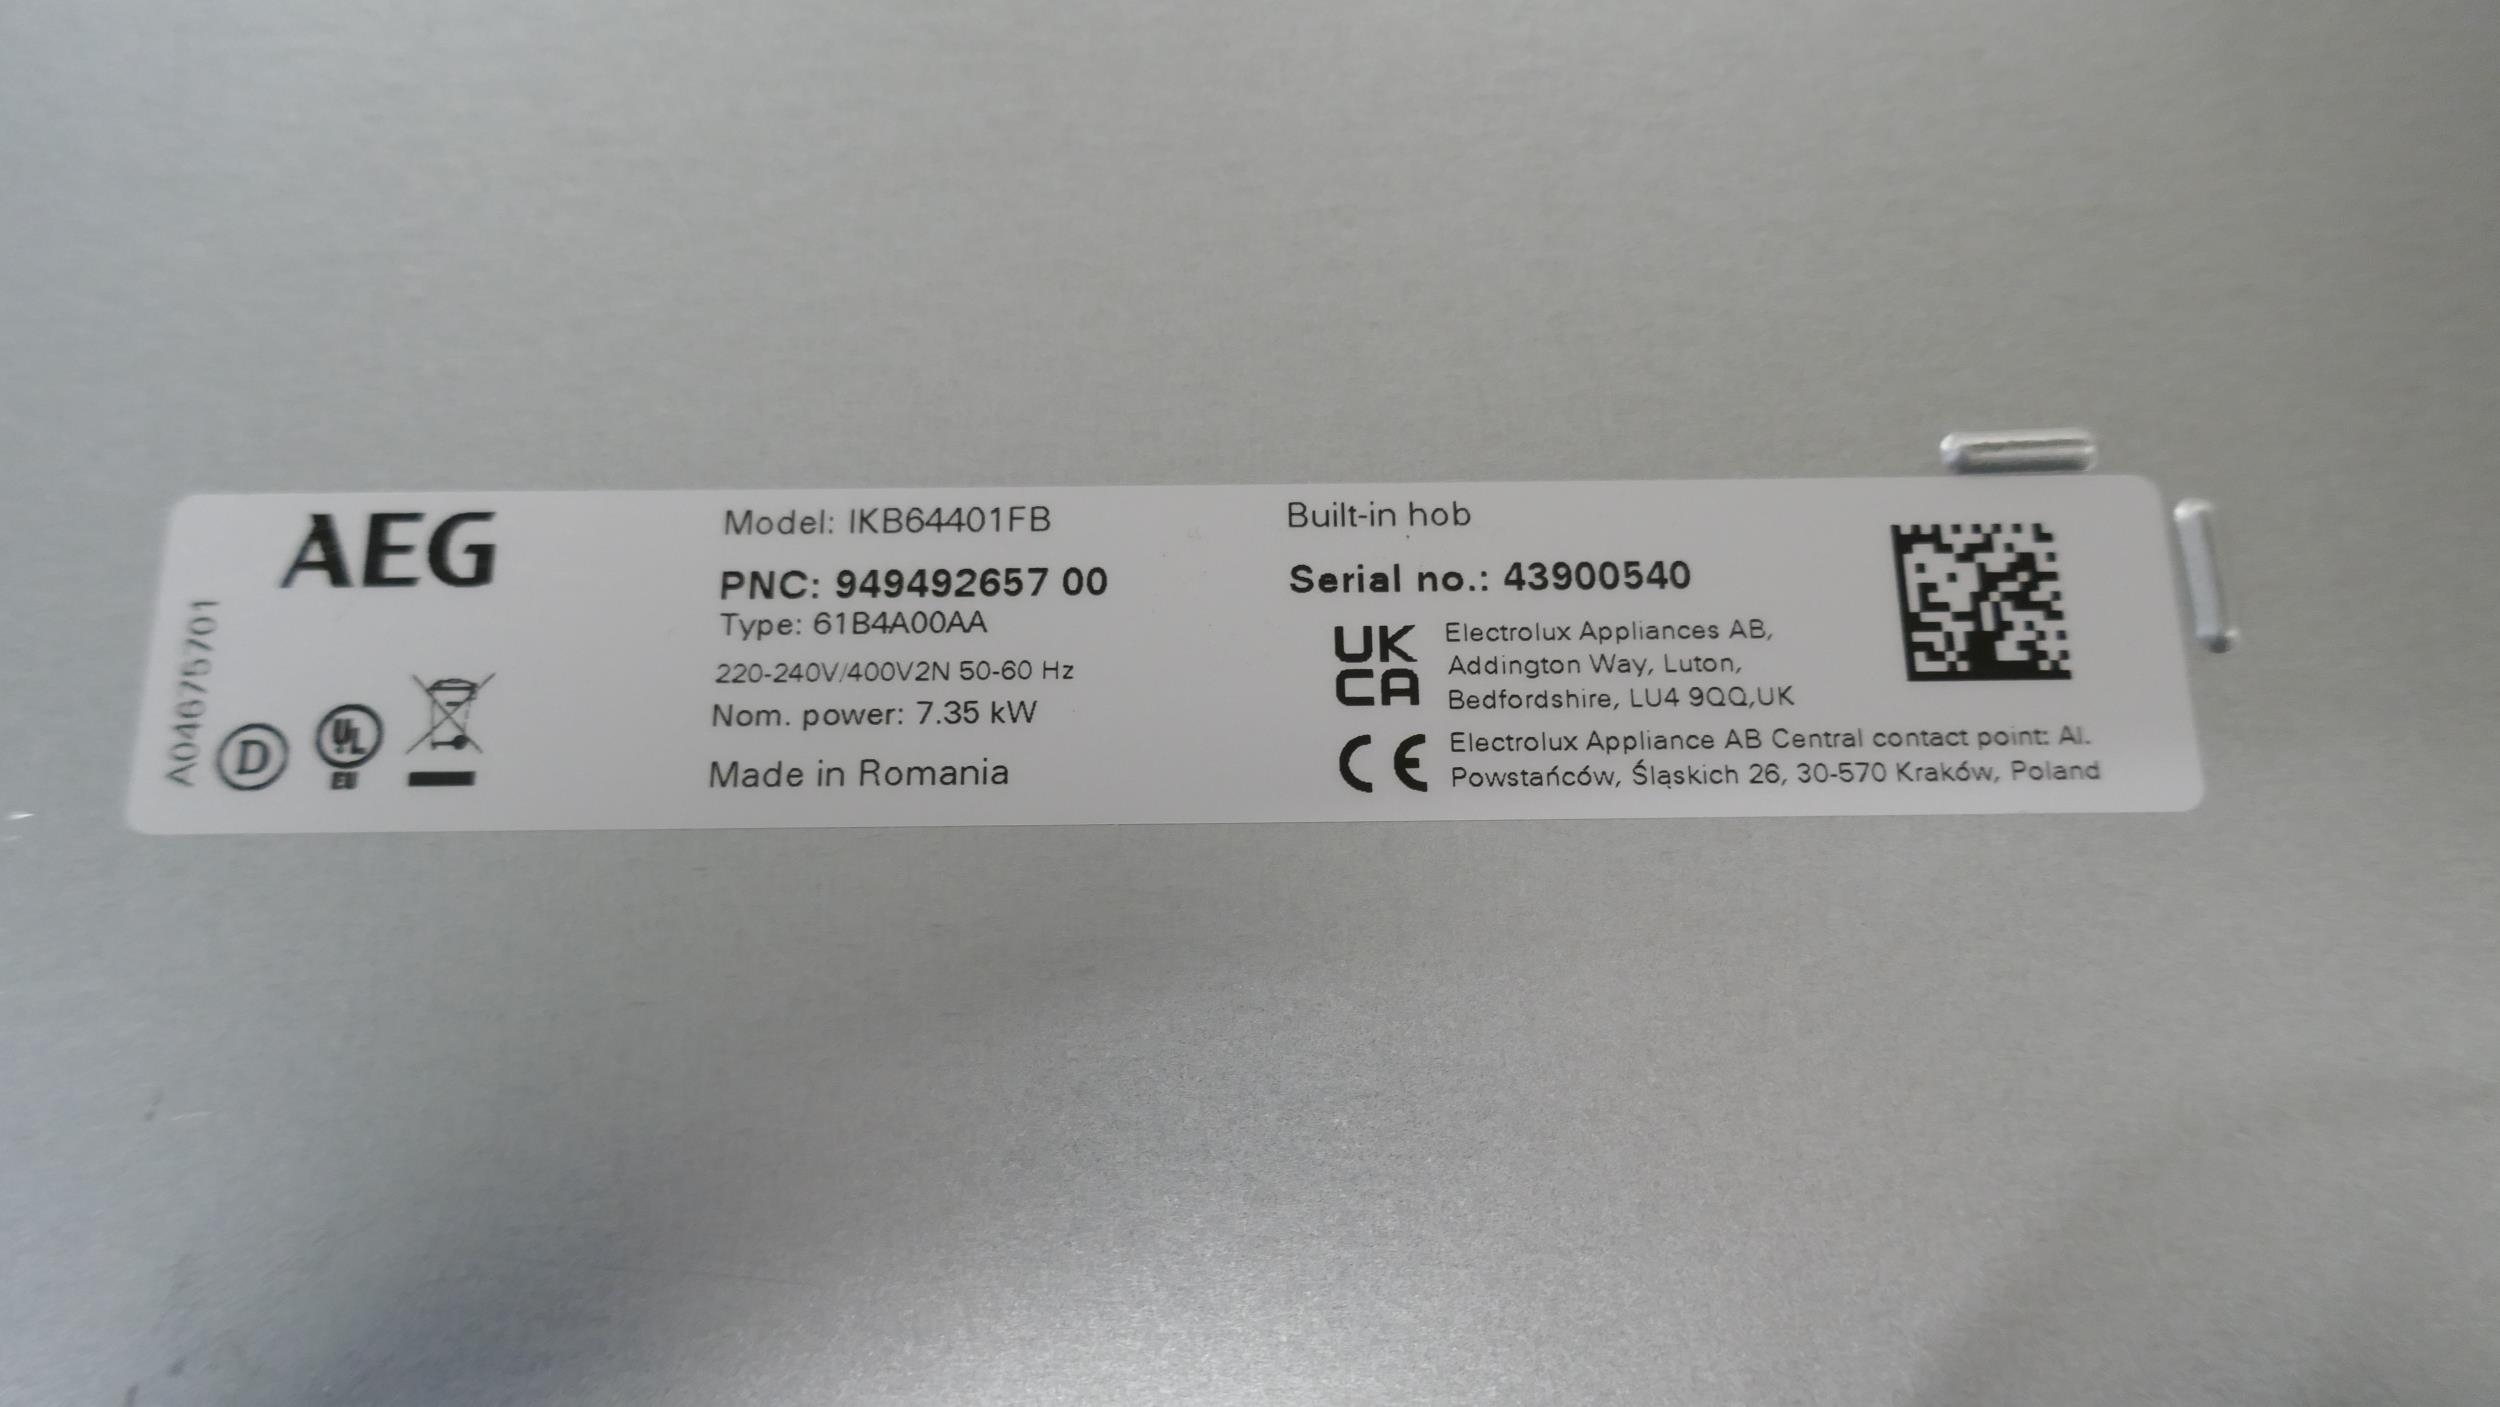 AEG
A04675701
D
UL
EU
Model: IKB64401FB
PNC: 949492657 00
Type: 61B4A00AA
220-240V/400V2N 50-60 Hz
Nom. power: 7.35 kW
Made in Romania
Built-in hob
Serial no.: 43900540
UK
CA
Electrolux Appliances AB,
Addington Way, Luton,
Bedfordshire, LU4 9QQ,UK
CE
Electrolux Appliance AB Central contact point: Al.
Powstańców, Śląskich 26, 30-570 Kraków, Poland